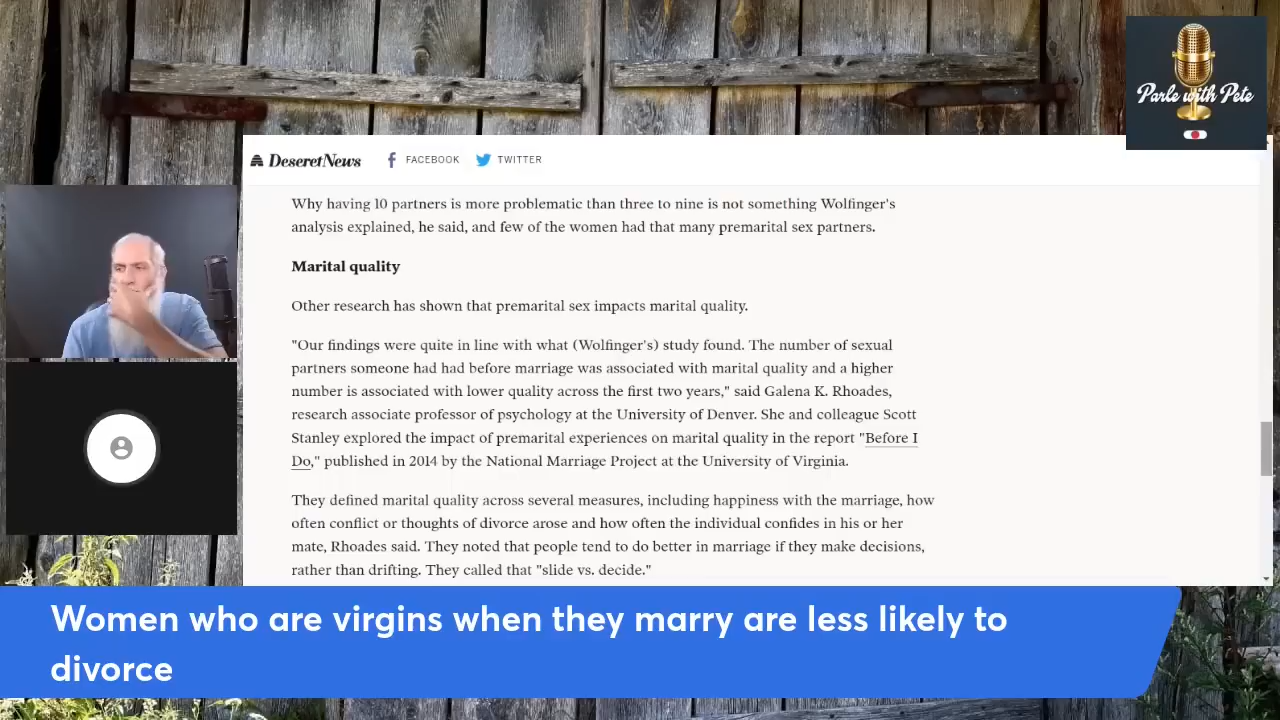 Parle with Pete
DeseretNews
FACEBOOK
TWITTER
Why having 10 partners is more problematic than three to nine is not something Wolfinger's
analysis explained, he said, and few of the women had that many premarital sex partners.
Marital quality
Other research has shown that premarital sex impacts marital quality.
"Our findings were quite in line with what (Wolfinger's) study found. The number of sexual
partners someone had had before marriage was associated with marital quality and a higher
number is associated with lower quality across the first two years," said Galena K. Rhoades,
research associate professor of psychology at the University of Denver. She and colleague Scott
Stanley explored the impact of premarital experiences on marital quality in the report "Before I
Do," published in 2014 by the National Marriage Project at the University of Virginia.
They defined marital quality across several measures, including happiness with the marriage, how
often conflict or thoughts of divorce arose and how often the individual confides in his or her
mate, Rhoades said. They noted that people tend to do better in marriage if they make decisions,
rather than drifting. They called that "slide vs. decide."
Women who are virgins when they marry are less likely to
divorce